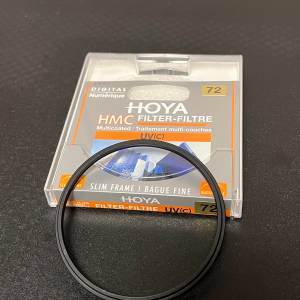 DIGITAL
Numérique
HOYA
72
HMC FILTER-FILTRE
Multicoated · Traitement multi-couches
UV(C)
SLIM FRAME | BAGUE FINE
HOYA
HMC FILTER-FILTRE
UV(C) 72